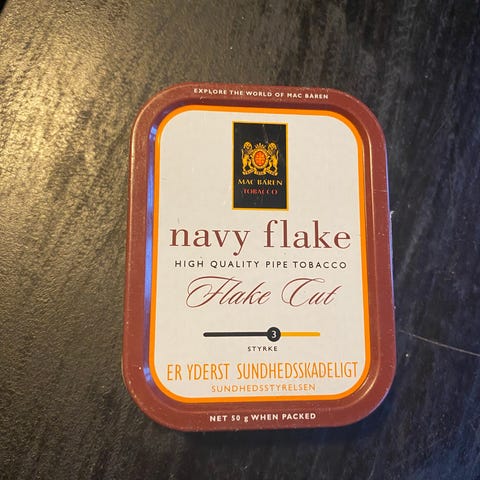 EXPLORE THE WORLD OF MAC BAREN
MAC BAREN
TOBACCO
navy flake
HIGH QUALITY PIPE TOBACCO
Flake Cut
3
STYRKE
ER YDERST SUNDHEDSSKADELIGT
SUNDHEDSSTYRELSEN
NET 50 g WHEN PACKED